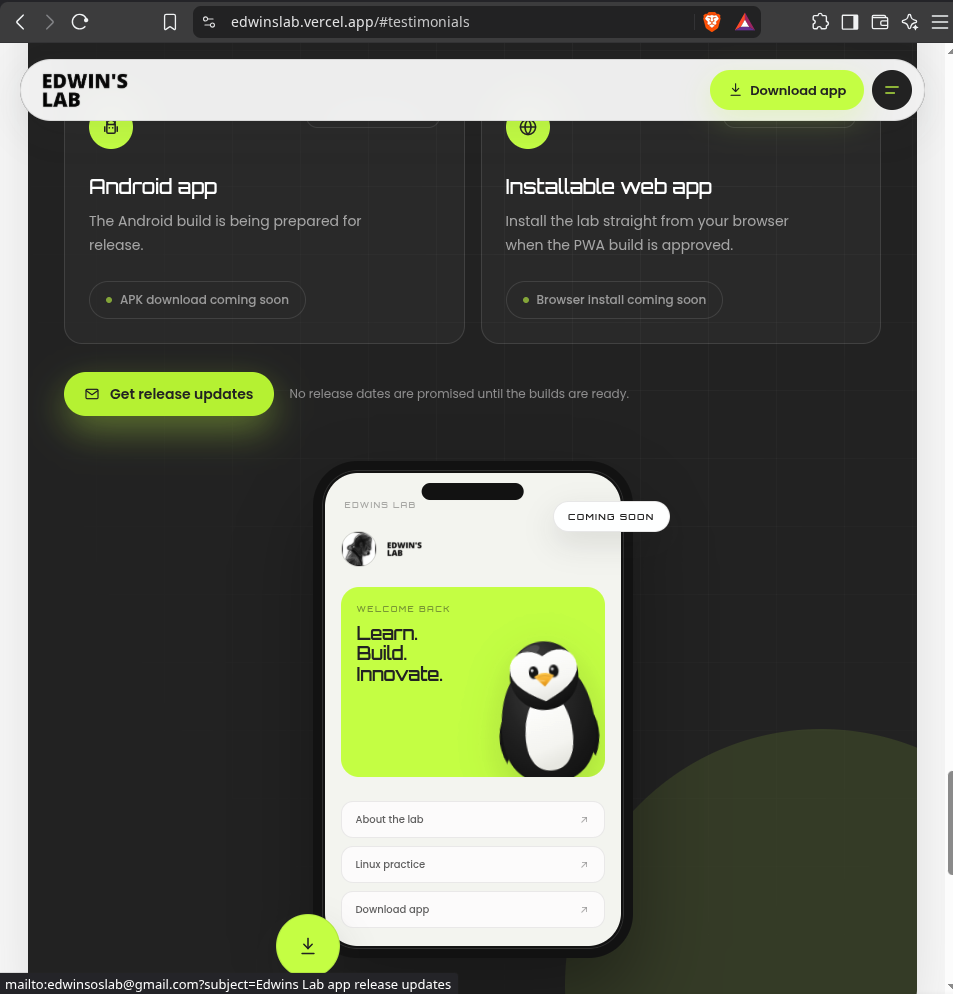 edwinslab.vercel.app/#testimonials
EDWIN'S
LAB
Download app
Android app
The Android build is being prepared for
release.
APK download coming soon
Installable web app
Install the lab straight from your browser
when the PWA build is approved.
Browser install coming soon
Get release updates
No release dates are promised until the builds are ready.
EDWINS LAB
COMING SOON
EDWIN'S
LAB
WELCOME BACK
Learn.
Build.
Innovate.
About the lab
Linux practice
Download app
mailto:edwinsoslab@gmail.com?subject=Edwins Lab app release updates